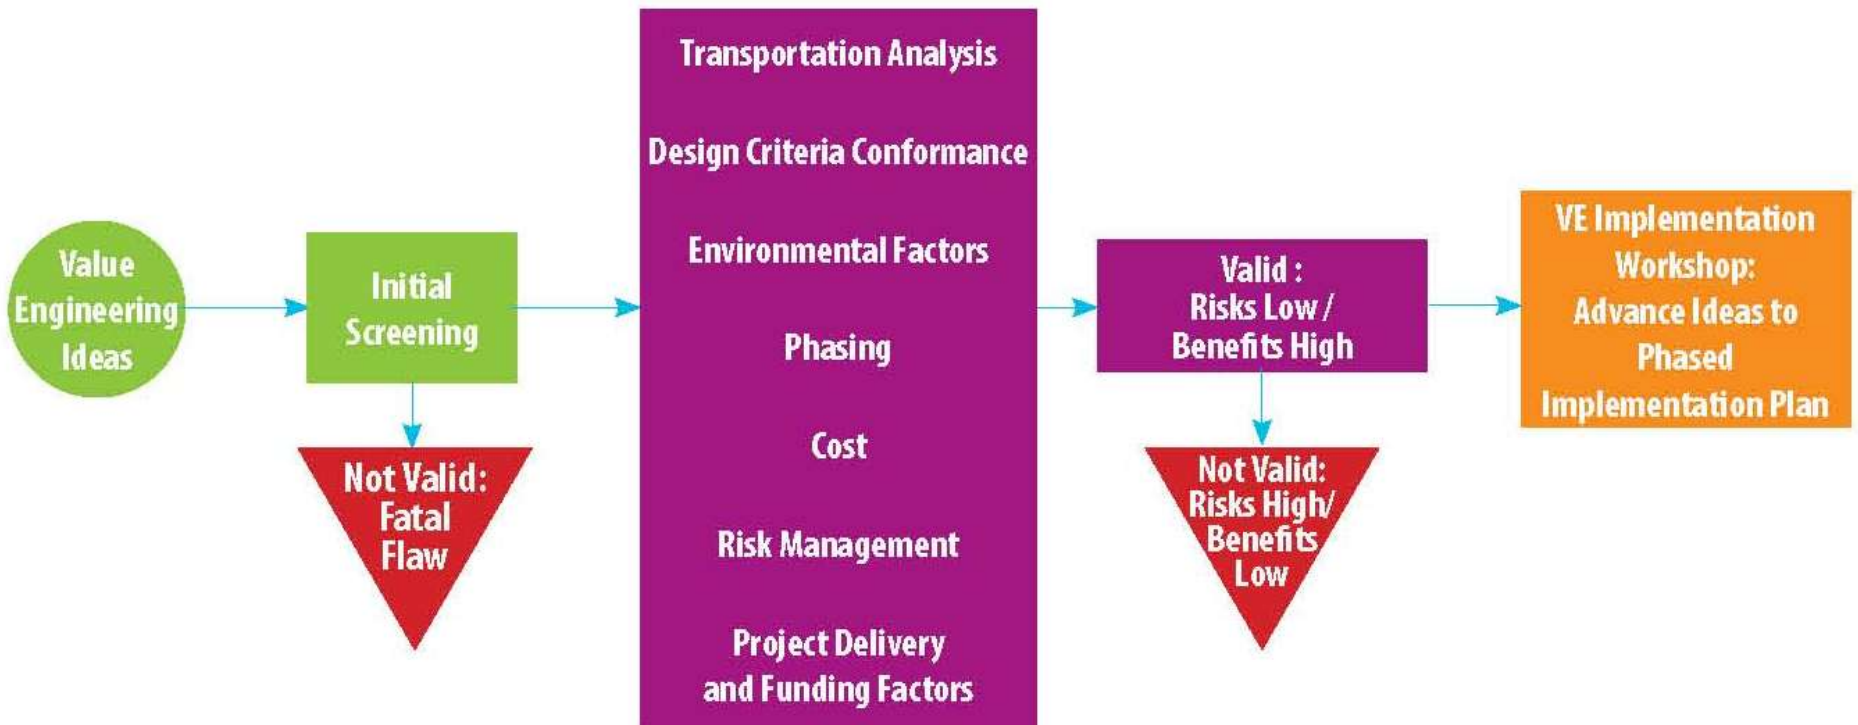 Value
Engineering
Ideas
Initial
Screening
Not Valid:
Fatal
Flaw
Transportation Analysis
Design Criteria Conformance
Environmental Factors
Phasing
Cost
Risk Management
Project Delivery
and Funding Factors
Valid :
Risks Low /
Benefits High
Not Valid:
Risks High/
Benefits
Low
VE Implementation
Workshop:
Advance Ideas to
Phased
Implementation Plan